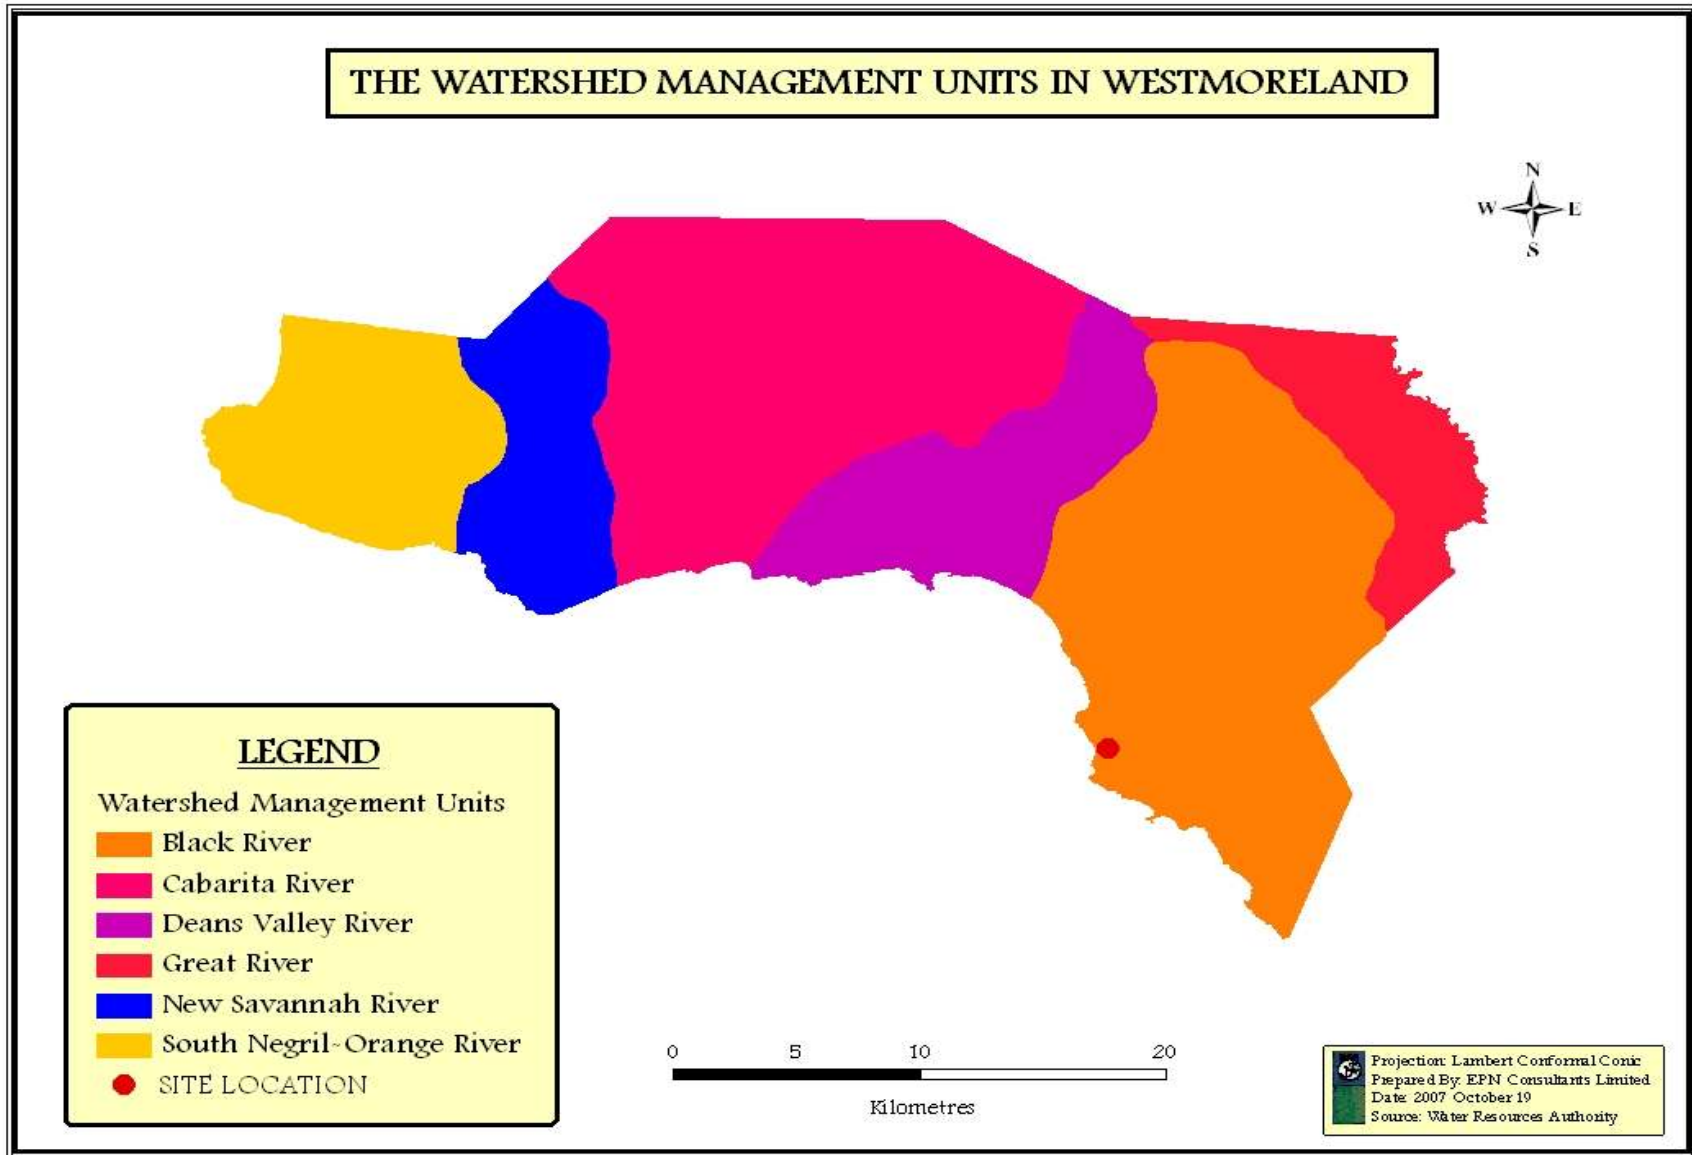 THE WATERSHED MANAGEMENT UNITS IN WESTMORELAND
N
W E
S
LEGEND
Watershed Management Units
Black River
Cabarita River
Deans Valley River
Great River
New Savannah River
South Negril-Orange River
SITE LOCATION
0 5 10 20
Kilometres
Projection: Lambert Conformal Conic
Prepared By: EPN Consultants Limited
Date: 2007 October 19
Source: Water Resources Authority